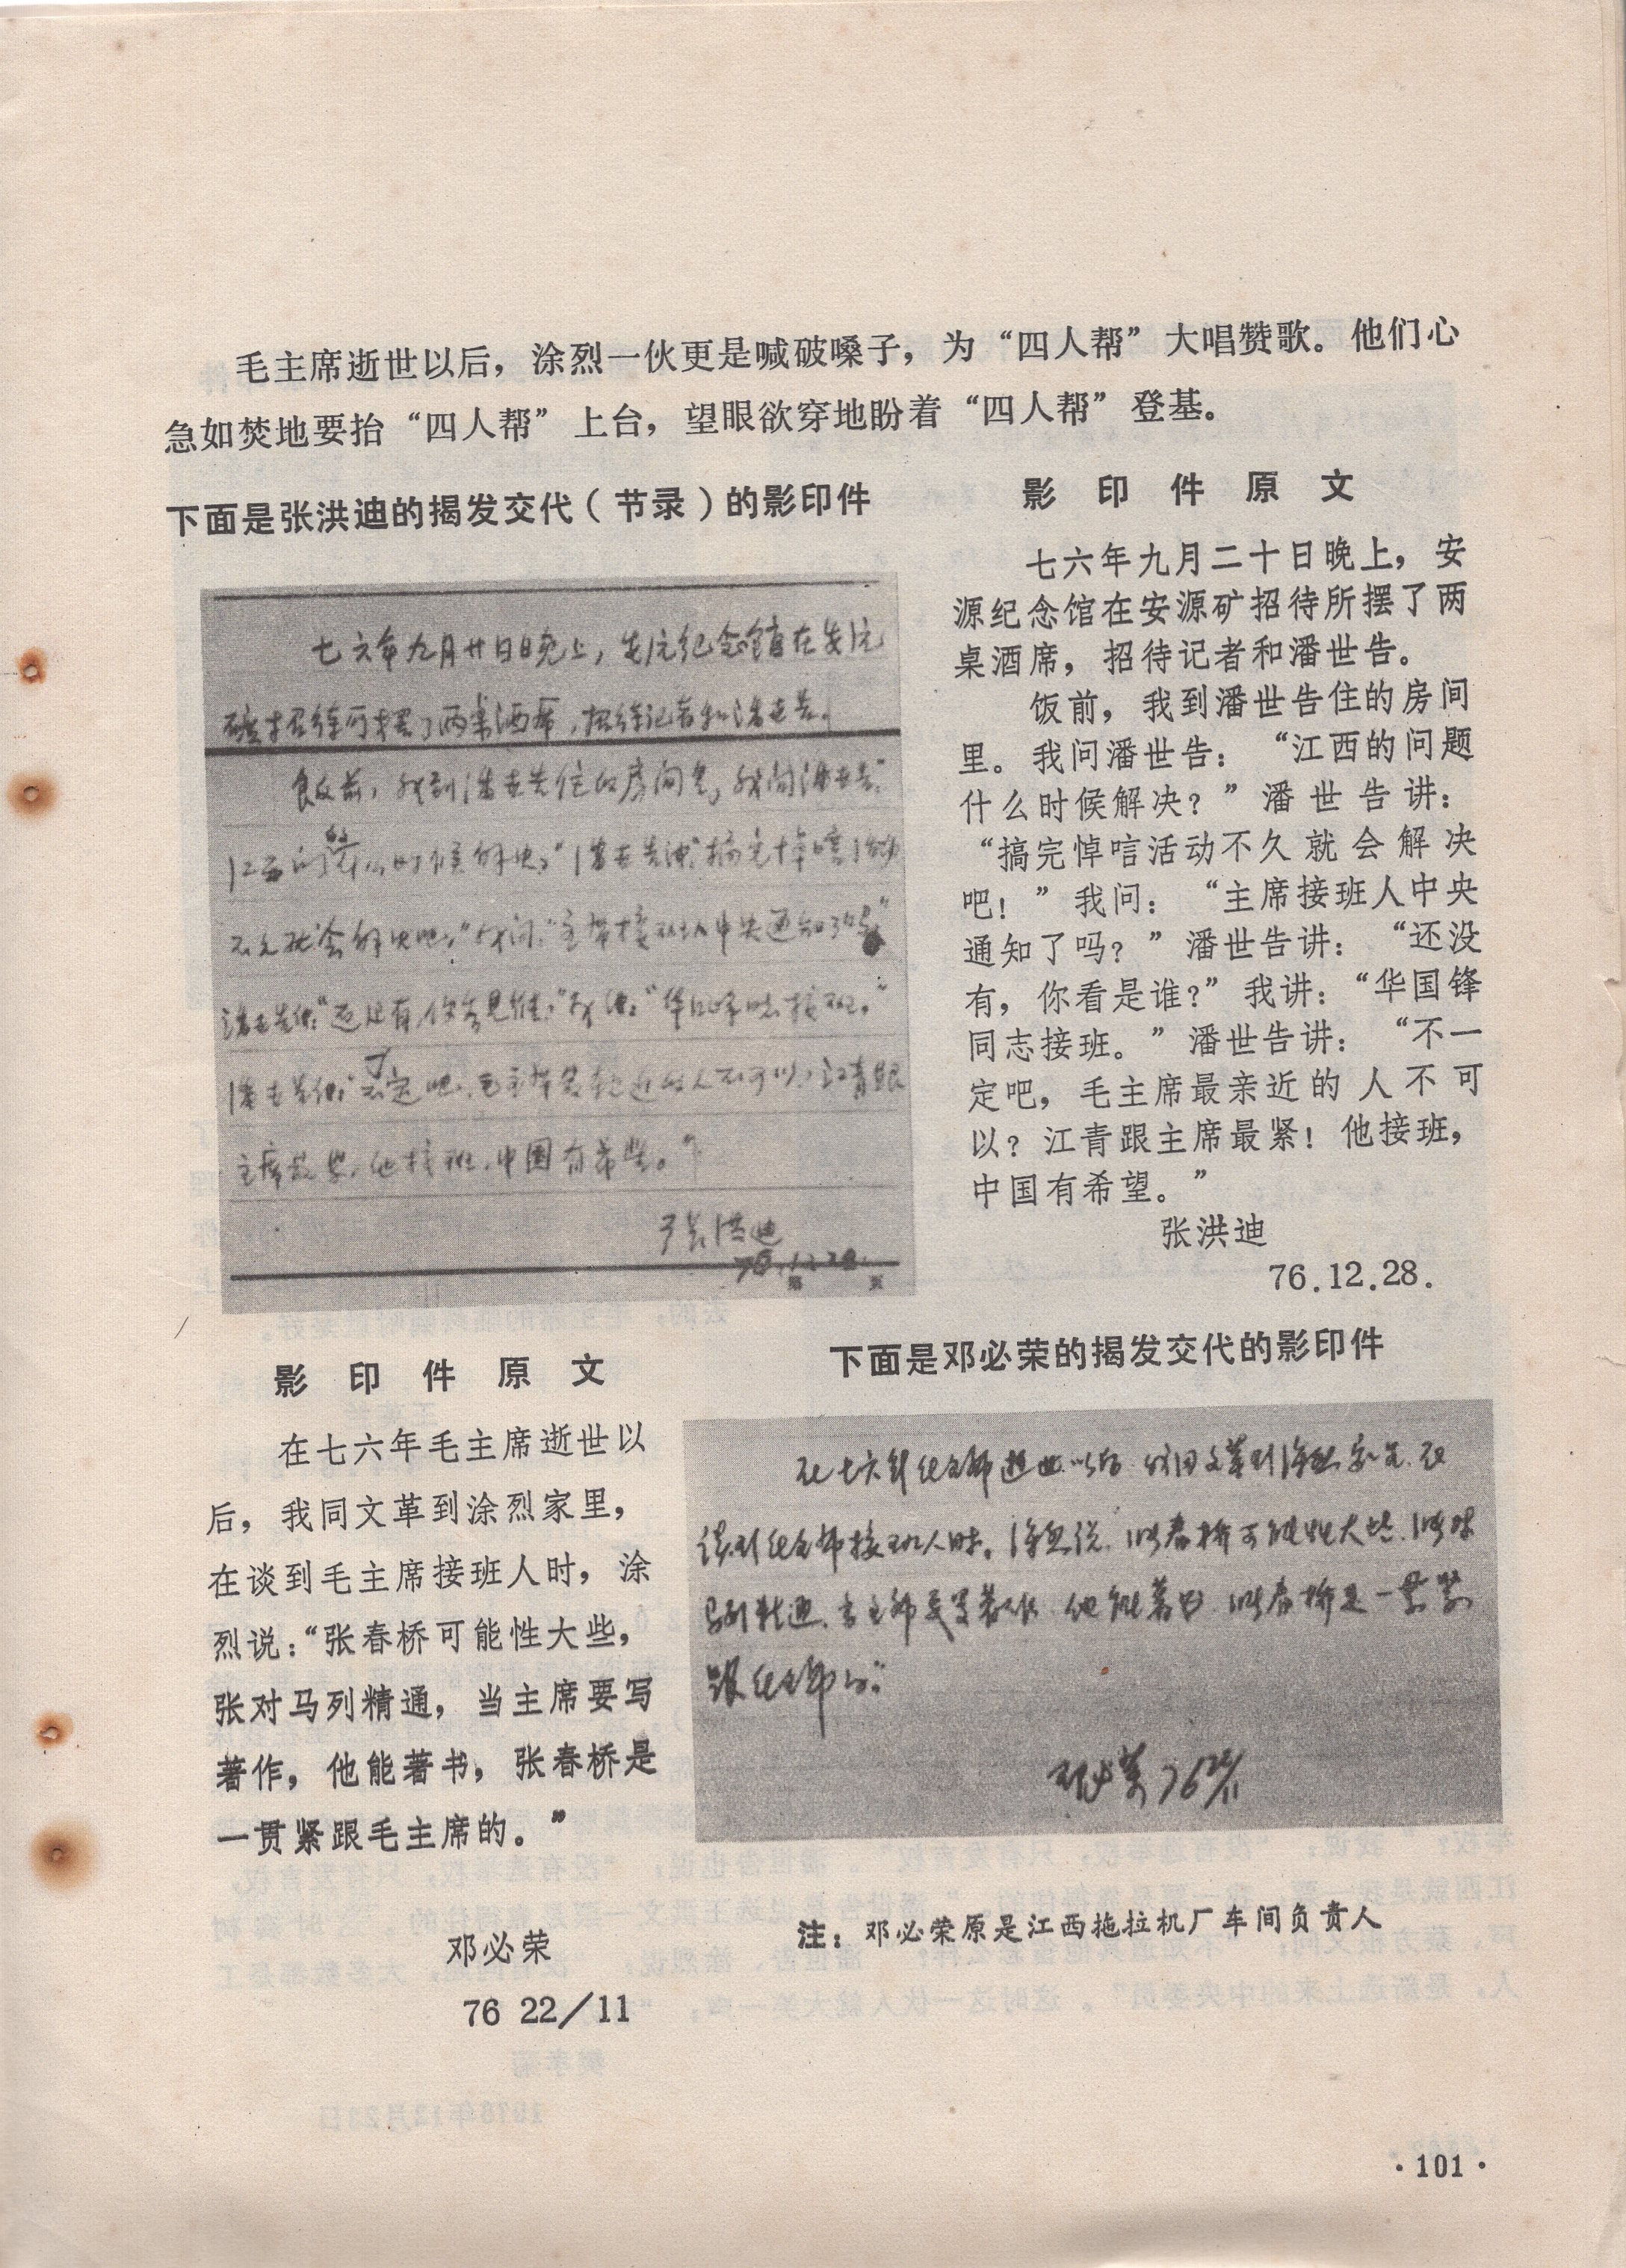 毛主席逝世以后，涂烈一伙更是喊破嗓子，为“四人帮”大唱赞歌。他们心
急如焚地要抬“四人帮”上台，望眼欲穿地盼着“四人帮”登基。
下面是张洪迪的揭发交代（节录）的影印件
七六年九月廿日晚上，安源纪念馆在安源
矿招待所摆了两桌酒席，招待记者和潘世告。
饭前，我到潘世告住的房间里，我问潘世告：“
江西问题什么时候解决？”潘世告讲：“搞完悼唁活动
不久就会解决吧！”我问：“主席接班人中央通知了吗？”
潘世告讲：“还没有，你看是谁？”我讲：“华国锋同志接班。”
潘世告讲：“不一定吧，毛主席最亲近的人不可以？江青跟
主席最紧，他接班，中国有希望。”
张洪迪
76.12.28.
第 页
影印件原文
七六年九月二十日晚上，安
源纪念馆在安源矿招待所摆了两
桌酒席，招待记者和潘世告。
饭前，我到潘世告住的房间
里。我问潘世告：“江西的问题
什么时候解决？”潘世告讲：
“搞完悼唁活动不久就会解决
吧！”我问：“主席接班人中央
通知了吗？”潘世告讲：“还没
有，你看是谁？”我讲：“华国锋
同志接班。”潘世告讲：“不一
定吧，毛主席最亲近的人不可
以？江青跟主席最紧！他接班，
中国有希望。”
张洪迪
76.12.28.
影印件原文
在七六年毛主席逝世以
后，我同文革到涂烈家里，
在谈到毛主席接班人时，涂
烈说：“张春桥可能性大些，
张对马列精通，当主席要写
著作，他能著书，张春桥是
一贯紧跟毛主席的。”
邓必荣
76 22/11
下面是邓必荣的揭发交代的影印件
在七六年毛主席逝世以后，我同文革到涂烈家里，在
谈到毛主席接班人时，涂烈说：“张春桥可能性大些，张对
马列精通，当主席要写著作，他能著书，张春桥是一贯紧
跟毛主席的。”
邓必荣 76 22/11
注：邓必荣原是江西拖拉机厂车间负责人
·101·